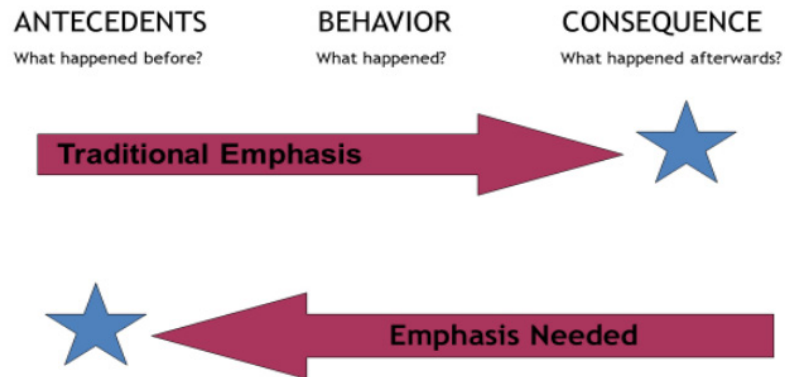 ANTECEDENTS BEHAVIOR CONSEQUENCE
What happened before? What happened? What happened afterwards?
Traditional Emphasis
Emphasis Needed